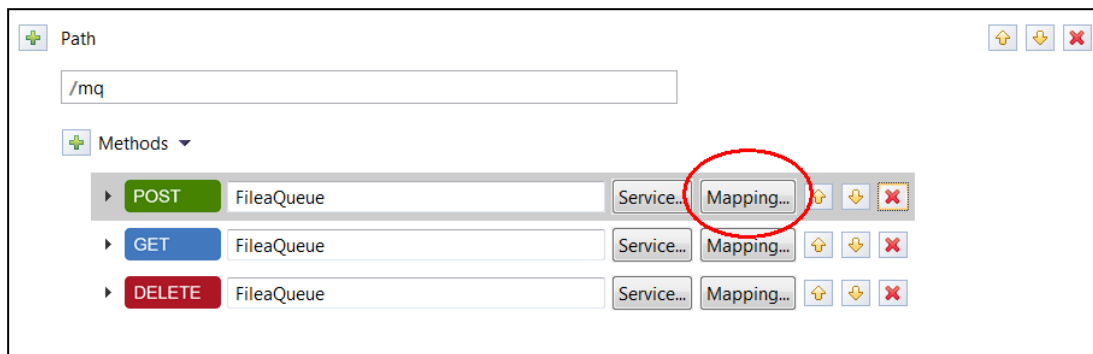 Path
/mq
Methods
POST FileaQueue Service... Mapping...
GET FileaQueue Service... Mapping...
DELETE FileaQueue Service... Mapping...